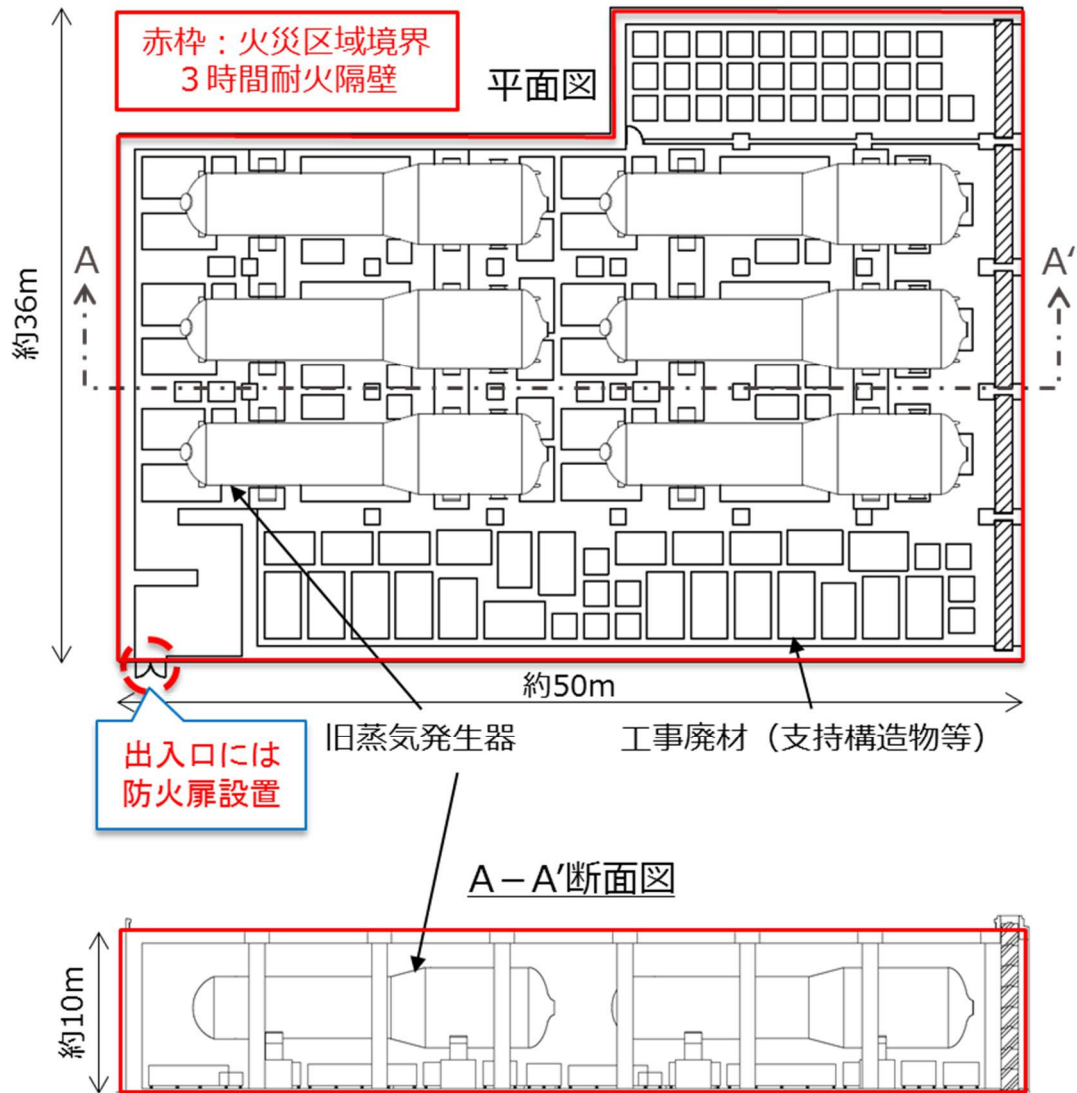 赤枠：火災区域境界
３時間耐火隔壁
平面図
約36m
A
A‘
約50m
出入口には
防火扉設置
旧蒸気発生器
工事廃材（支持構造物等）
A－A’断面図
約10m